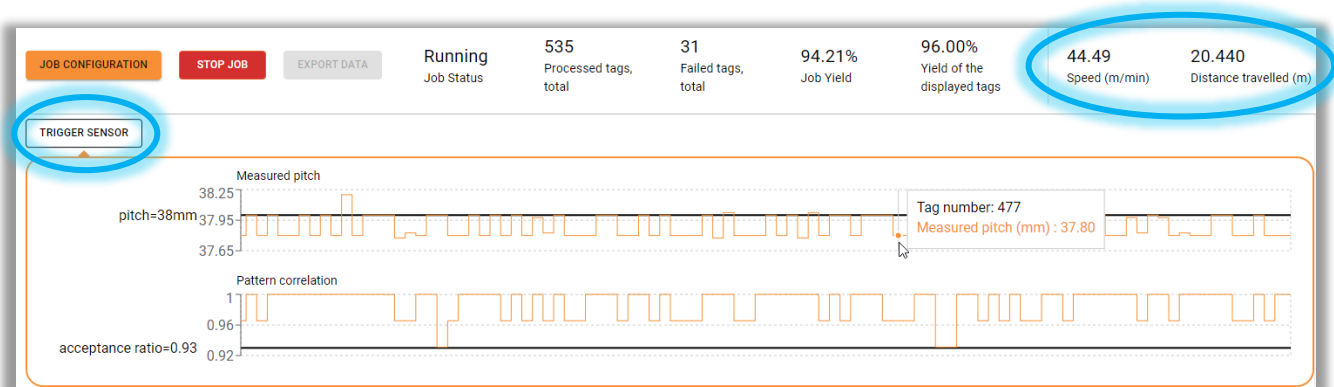 JOB CONFIGURATION
STOP JOB
EXPORT DATA
Running
Job Status
535
Processed tags,
total
31
Failed tags,
total
94.21%
Job Yield
96.00%
Yield of the
displayed tags
44.49
Speed (m/min)
20.440
Distance travelled (m)
TRIGGER SENSOR
Measured pitch
38.25
pitch=38mm
37.95
37.65
Tag number: 477
Measured pitch (mm) : 37.80
Pattern correlation
1
0.96
acceptance ratio=0.93
0.92